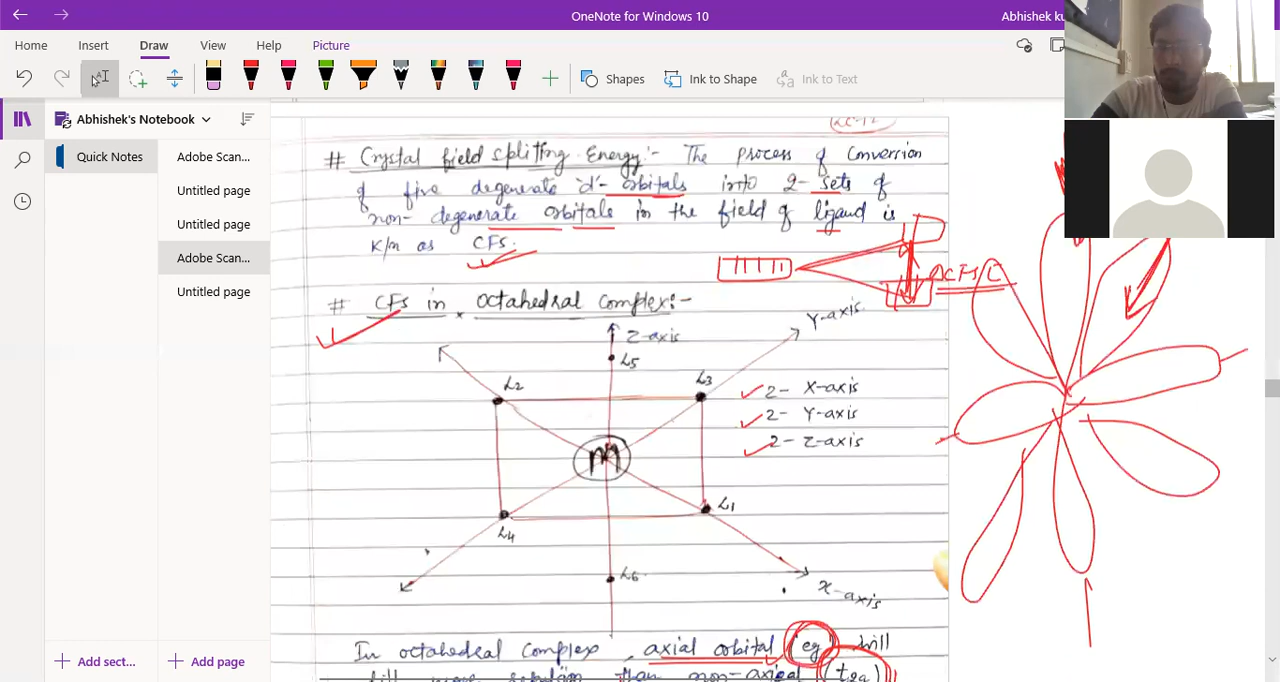 OneNote for Windows 10
Abhishek ku
Home Insert Draw View Help Picture
Shapes Ink to Shape Ink to Text
Abhishek's Notebook
Quick Notes
Adobe Scan...
Untitled page
Untitled page
Adobe Scan...
Untitled page
Add sect...
Add page
# Crystal field splitting Energy:- The process of Conversion
of five degenerate 'd'- orbitals into 2- sets of
non- degenerate orbitals in the field of ligand is
K/n as CFS.
# CFS in Octahedral Complex:-
Z-axis
Y-axis
L5
L2
L3
2- X-axis
2- Y-axis
2- Z-axis
M
L1
L4
L6
X-axis
In octahedral Complex, axial orbital (eg) will
more than non-axial (t2g)